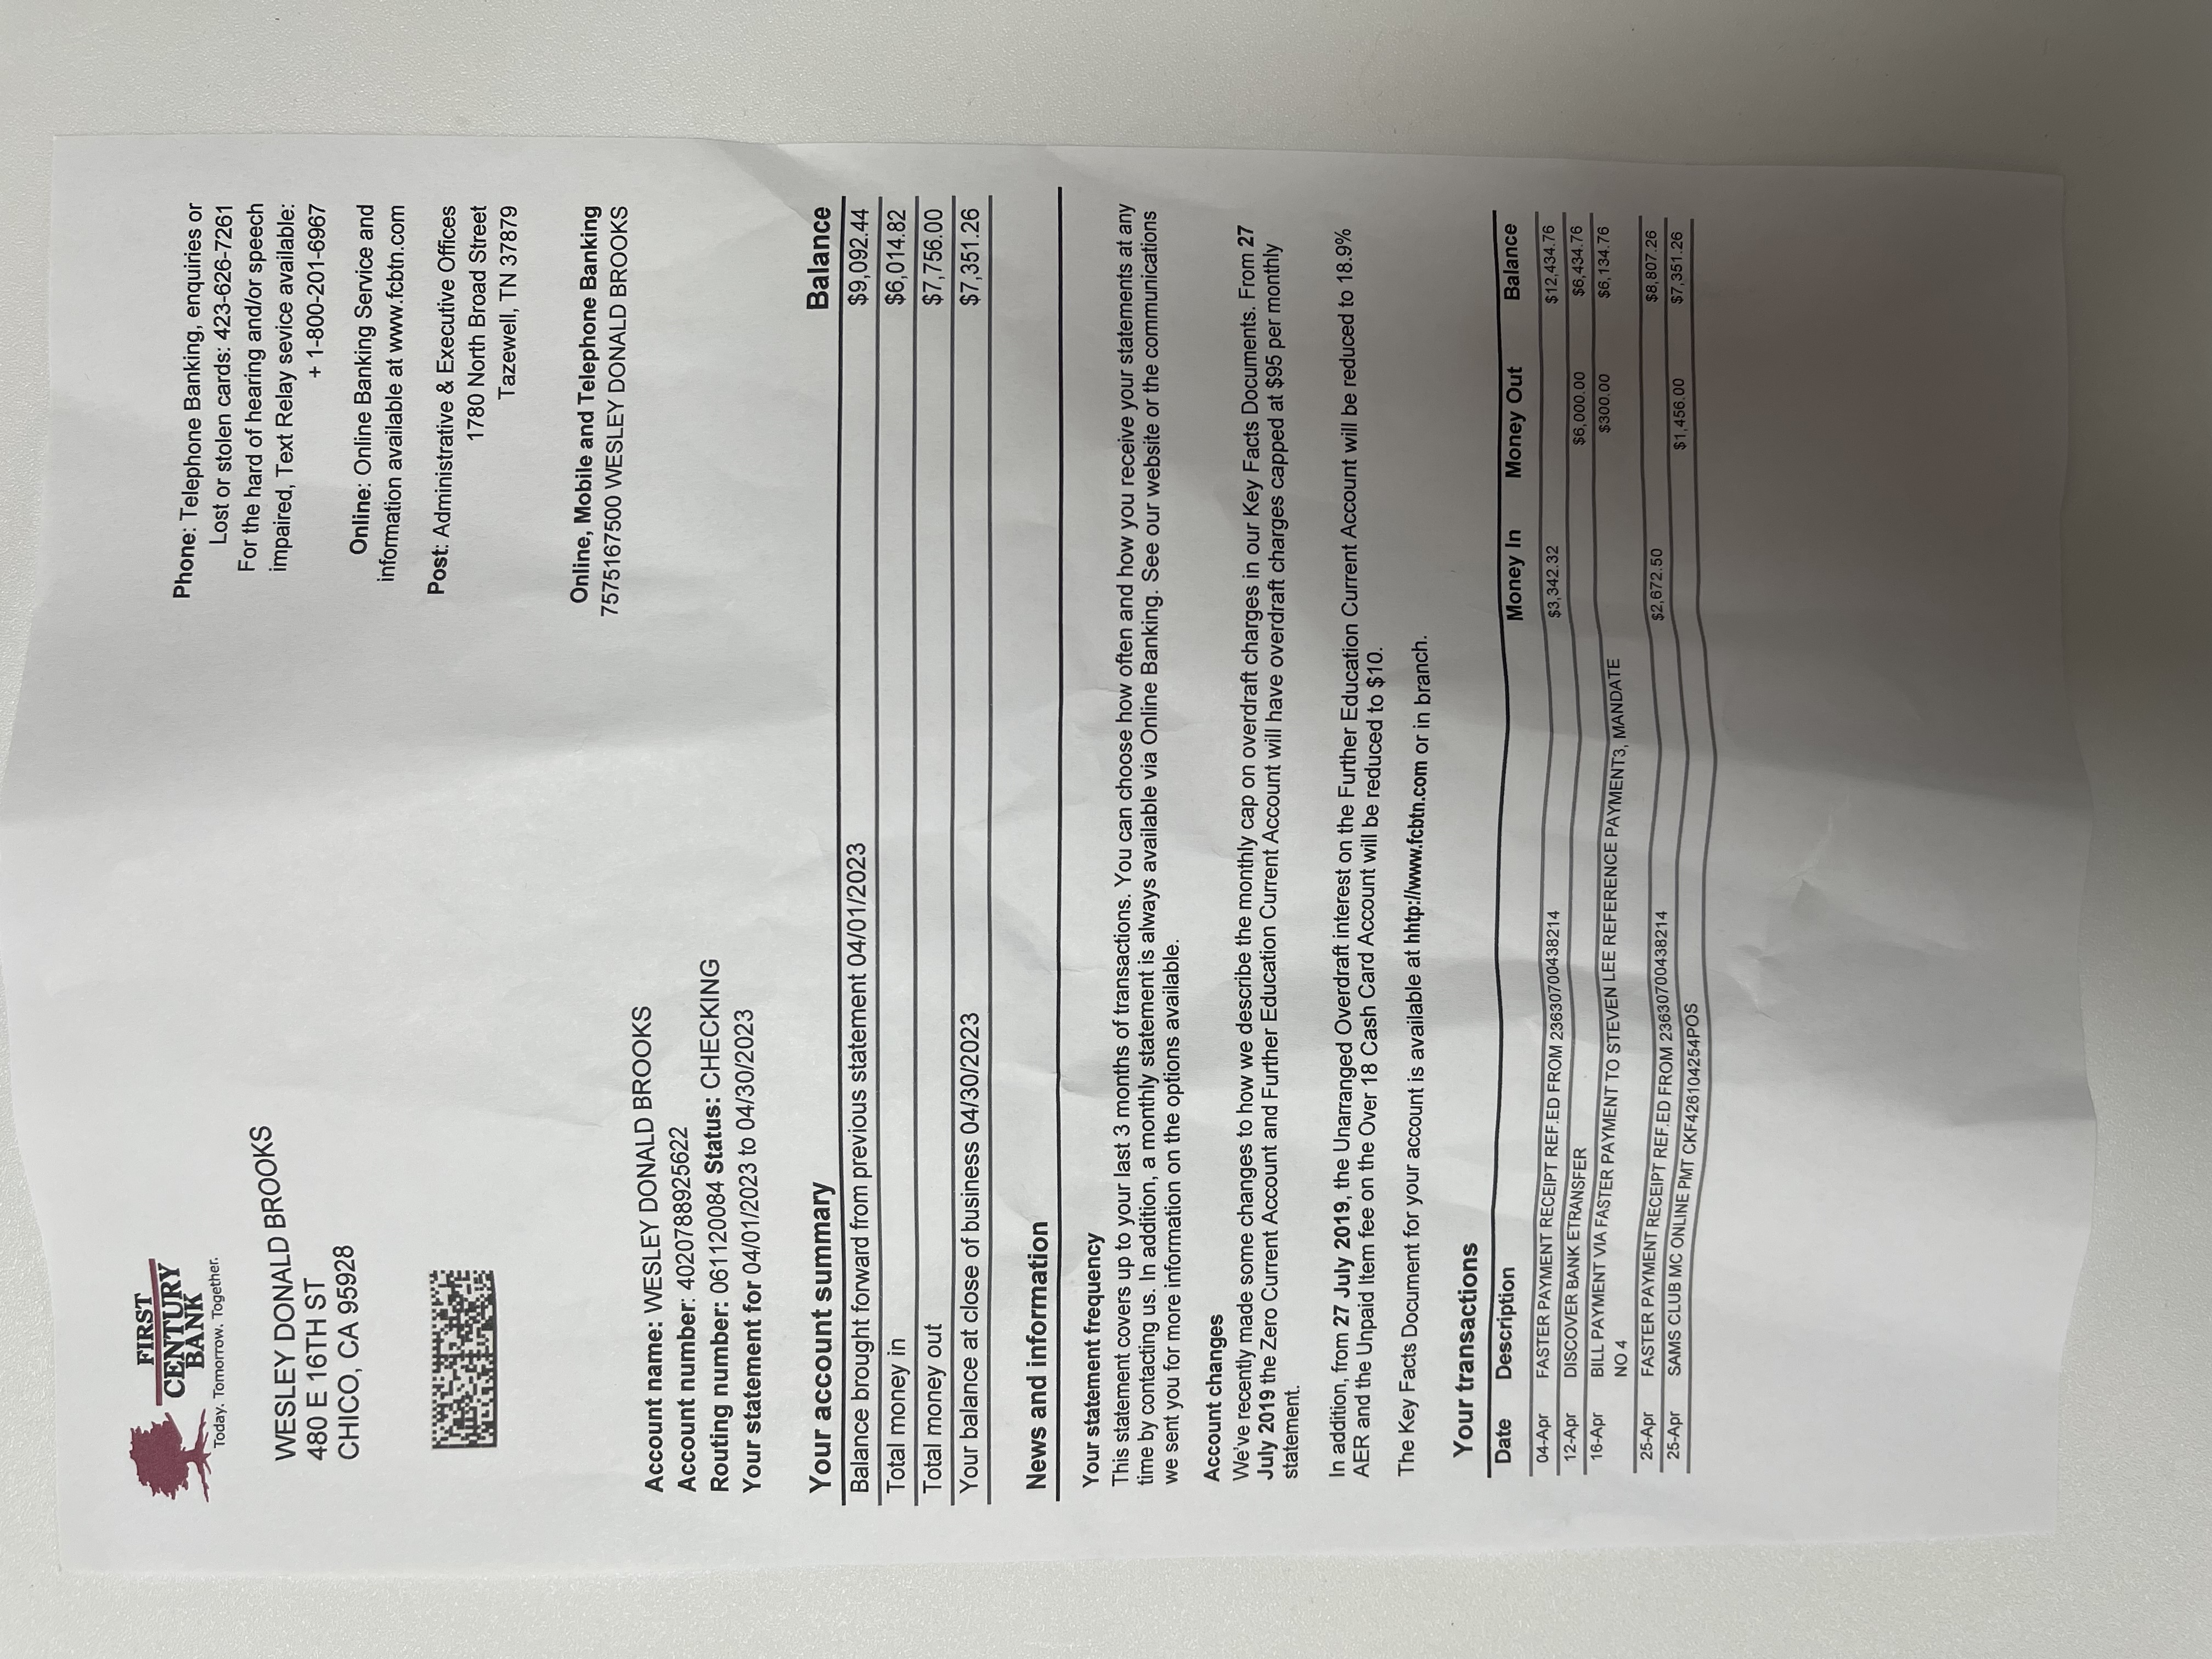 FIRST
CENTURY
BANK
Today. Tomorrow. Together.
WESLEY DONALD BROOKS
480 E 16TH ST
CHICO, CA 95928
Phone: Telephone Banking, enquiries or
Lost or stolen cards: 423-626-7261
For the hard of hearing and/or speech
impaired, Text Relay sevice available:
+ 1-800-201-6967
Online: Online Banking Service and
information available at www.fcbtn.com
Post: Administrative & Executive Offices
1780 North Broad Street
Tazewell, TN 37879
Online, Mobile and Telephone Banking
7575167500 WESLEY DONALD BROOKS
Account name: WESLEY DONALD BROOKS
Account number: 4020788925622
Routing number: 061120084 Status: CHECKING
Your statement for 04/01/2023 to 04/30/2023
Your account summary Balance
Balance brought forward from previous statement 04/01/2023 $9,092.44
Total money in $6,014.82
Total money out $7,756.00
Your balance at close of business 04/30/2023 $7,351.26
News and information
Your statement frequency
This statement covers up to your last 3 months of transactions. You can choose how often and how you receive your statements at any
time by contacting us. In addition, a monthly statement is always available via Online Banking. See our website or the communications
we sent you for more information on the options available.
Account changes
We've recently made some changes to how we describe the monthly cap on overdraft charges in our Key Facts Documents. From 27
July 2019 the Zero Current Account and Further Education Current Account will have overdraft charges capped at $95 per monthly
statement.
In addition, from 27 July 2019, the Unarranged Overdraft interest on the Further Education Current Account will be reduced to 18.9%
AER and the Unpaid Item fee on the Over 18 Cash Card Account will be reduced to $10.
The Key Facts Document for your account is available at hhtp://www.fcbtn.com or in branch.
Your transactions
Date Description Money In Money Out Balance
04-Apr FASTER PAYMENT RECEIPT REF.ED FROM 23630700438214 $3,342.32 $12,434.76
12-Apr DISCOVER BANK ETRANSFER $6,000.00 $6,434.76
16-Apr BILL PAYMENT VIA FASTER PAYMENT TO STEVEN LEE REFERENCE PAYMENT3, MANDATE $300.00 $6,134.76
NO 4
25-Apr FASTER PAYMENT RECEIPT REF.ED FROM 23630700438214 $2,672.50 $8,807.26
25-Apr SAMS CLUB MC ONLINE PMT CKF426104254POS $1,456.00 $7,351.26